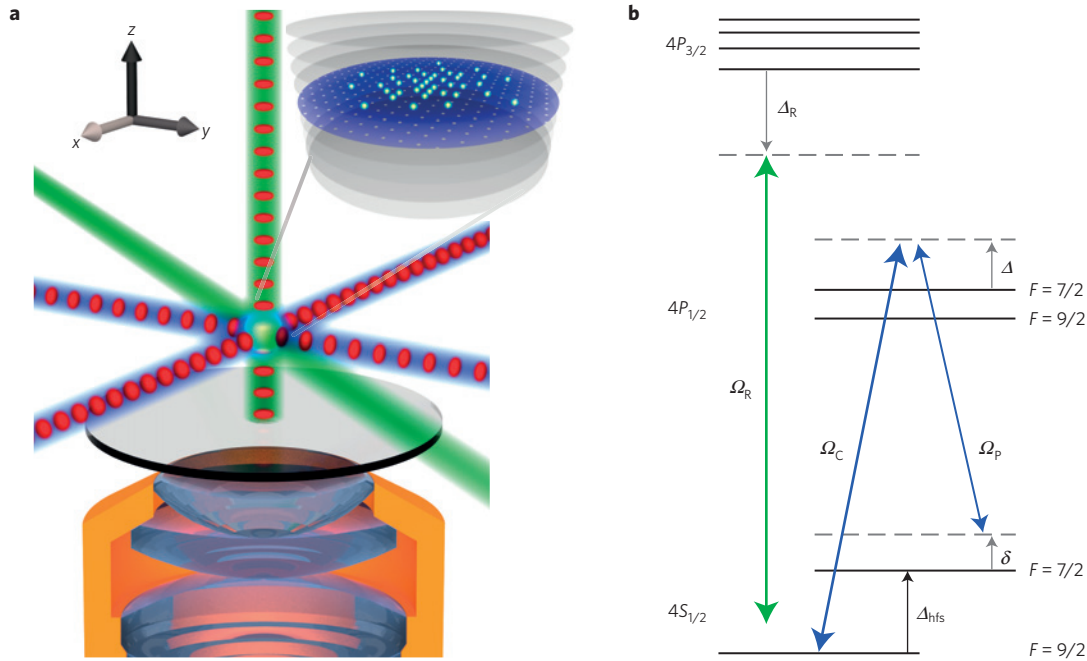 a
z
x
y
b
4P3/2
ΔR
Δ
F = 7/2
4P1/2
F = 9/2
ΩR
ΩC
ΩP
δ
F = 7/2
4S1/2
Δhfs
F = 9/2